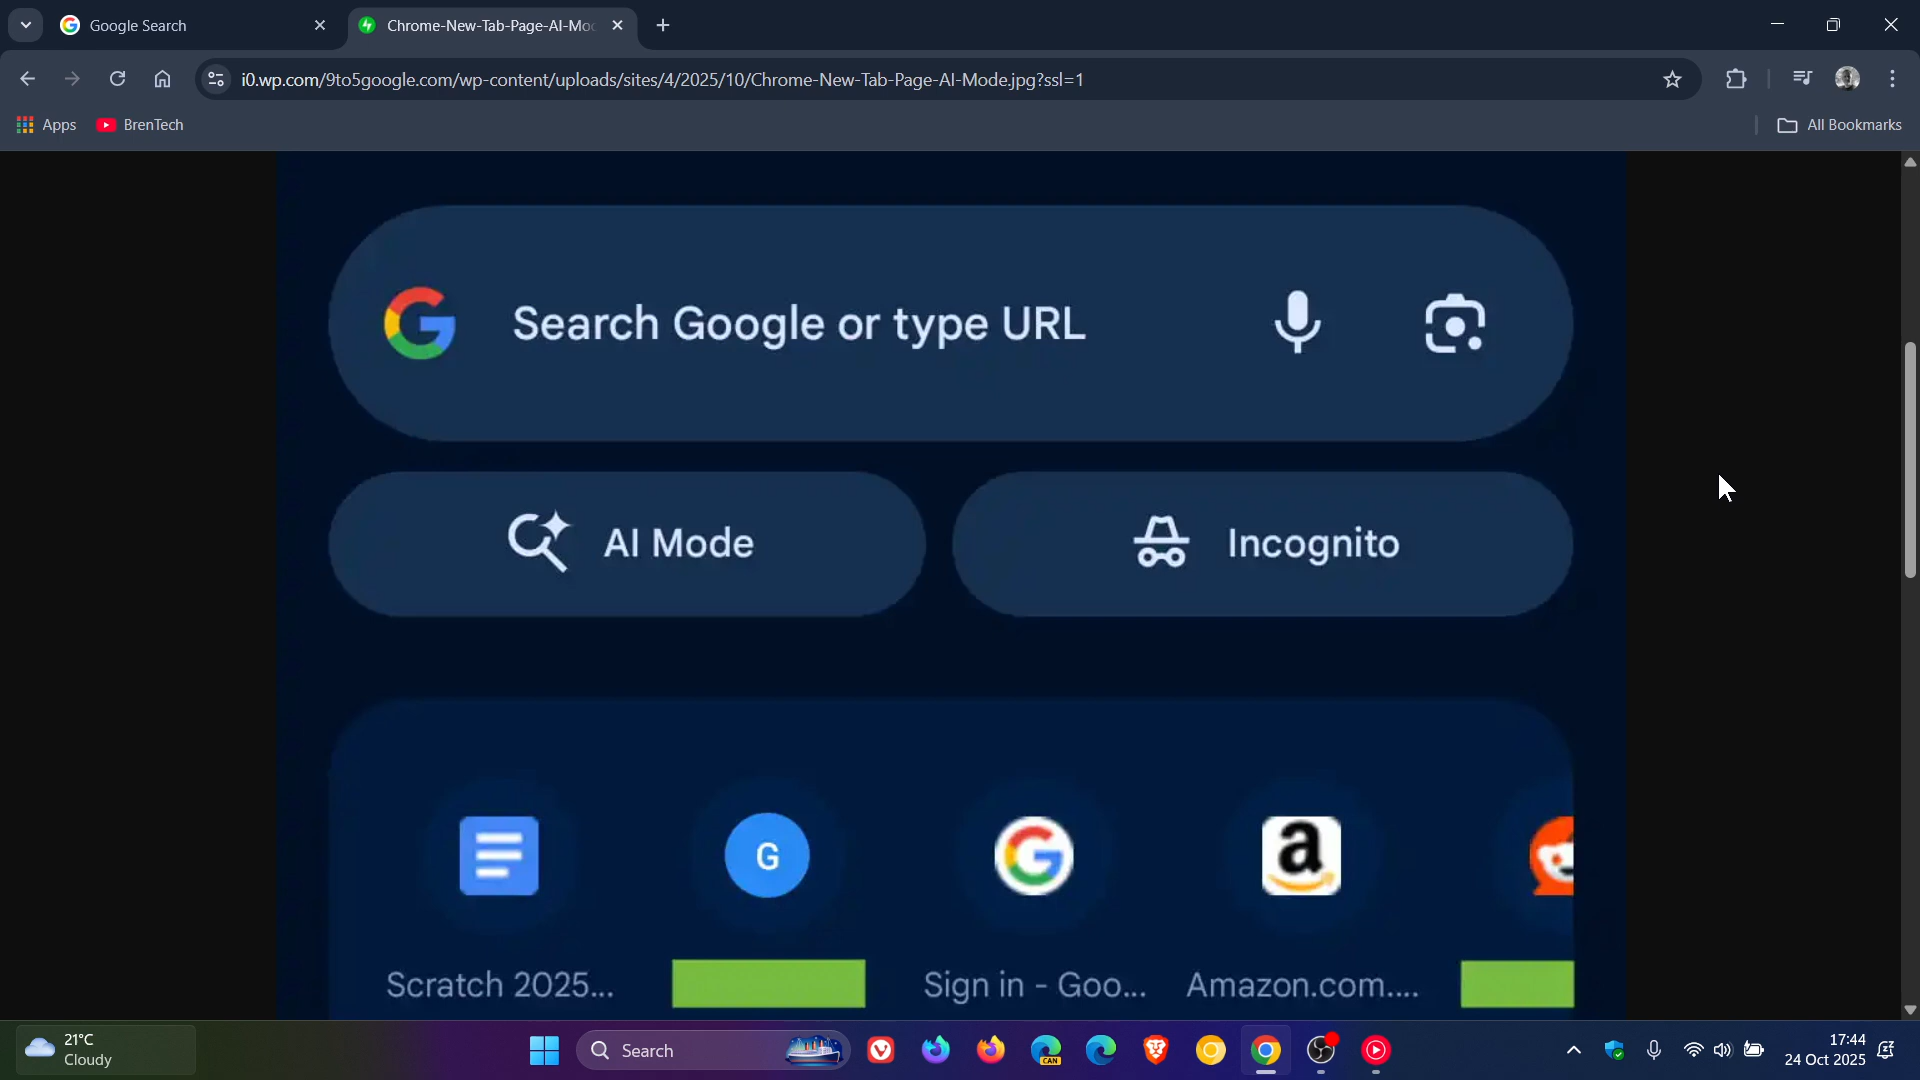 Google Search
Chrome-New-Tab-Page-AI-Mo
i0.wp.com/9to5google.com/wp-content/uploads/sites/4/2025/10/Chrome-New-Tab-Page-AI-Mode.jpg?ssl=1
Apps
BrenTech
All Bookmarks
Search Google or type URL
AI Mode
Incognito
G
a
Scratch 2025...
Sign in - Goo...
Amazon.com....
21°C
Cloudy
Search
CAN
17:44
24 Oct 2025